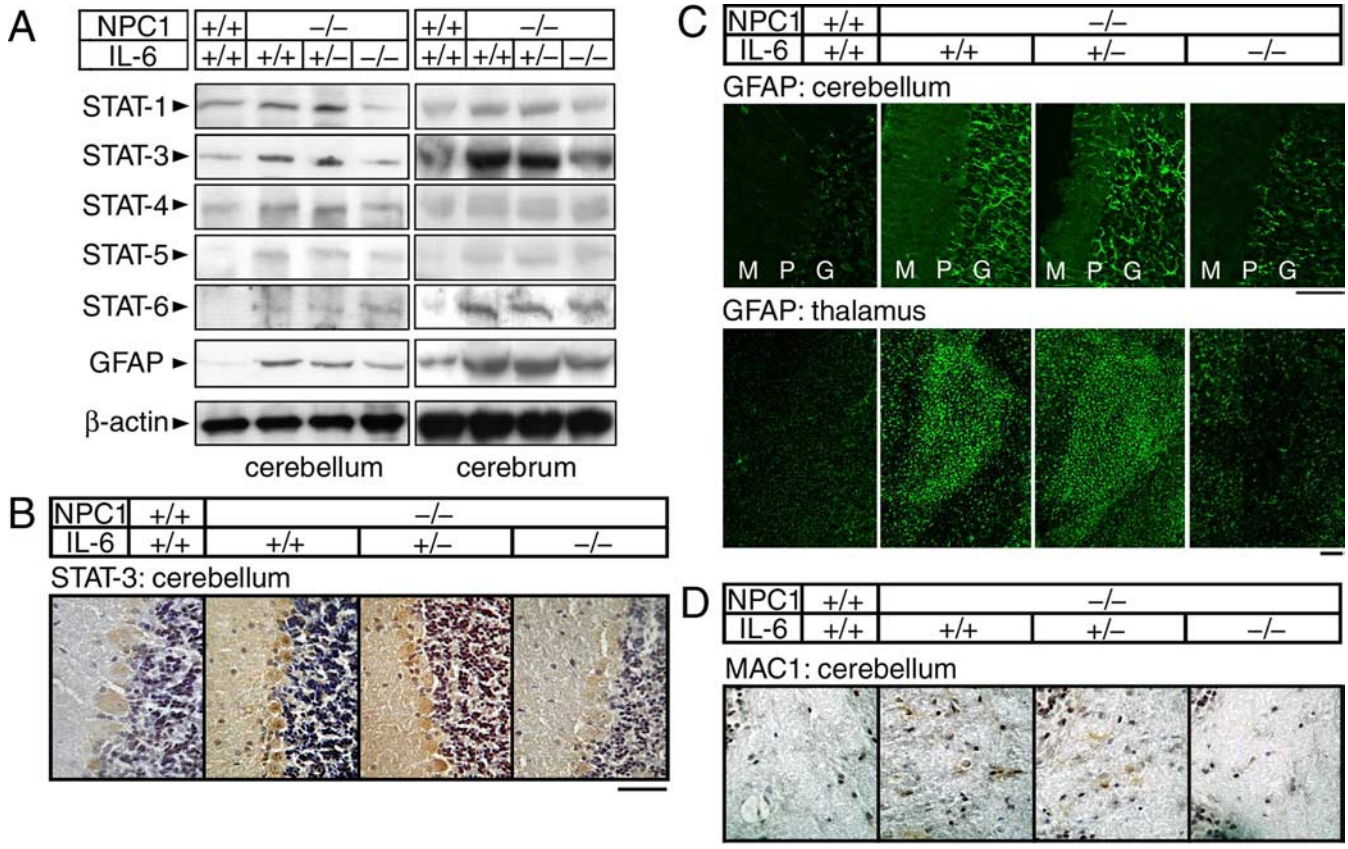 A
NPC1 +/+ −/− +/+ −/−
IL-6 +/+ +/+ +/− −/− +/+ +/+ +/− −/−
STAT-1
STAT-3
STAT-4
STAT-5
STAT-6
GFAP
β-actin
cerebellum cerebrum
B
NPC1 +/+ −/−
IL-6 +/+ +/+ +/− −/−
STAT-3: cerebellum
C
NPC1 +/+ −/−
IL-6 +/+ +/+ +/− −/−
GFAP: cerebellum
M P G M P G M P G M P G
GFAP: thalamus
D
NPC1 +/+ −/−
IL-6 +/+ +/+ +/− −/−
MAC1: cerebellum